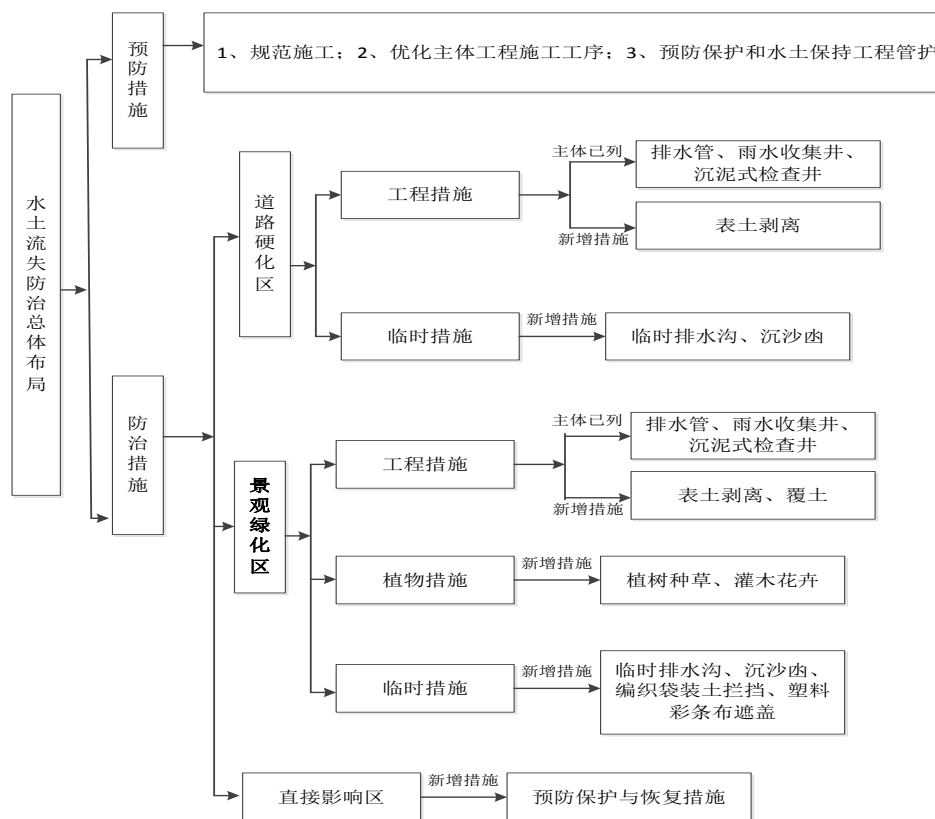 预防措施
1、规范施工；2、优化主体工程施工工序；3、预防保护和水土保持工程管护
水土流失防治总体布局
道路硬化区
工程措施
主体已列
排水管、雨水收集井、
沉泥式检查井
新增措施
表土剥离
临时措施
新增措施
临时排水沟、沉沙凼
防治措施
景观绿化区
工程措施
主体已列
排水管、雨水收集井、
沉泥式检查井
新增措施
表土剥离、覆土
植物措施
新增措施
植树种草、灌木花卉
临时措施
新增措施
临时排水沟、沉沙凼、
编织袋装土拦挡、塑料
彩条布遮盖
直接影响区
新增措施
预防保护与恢复措施